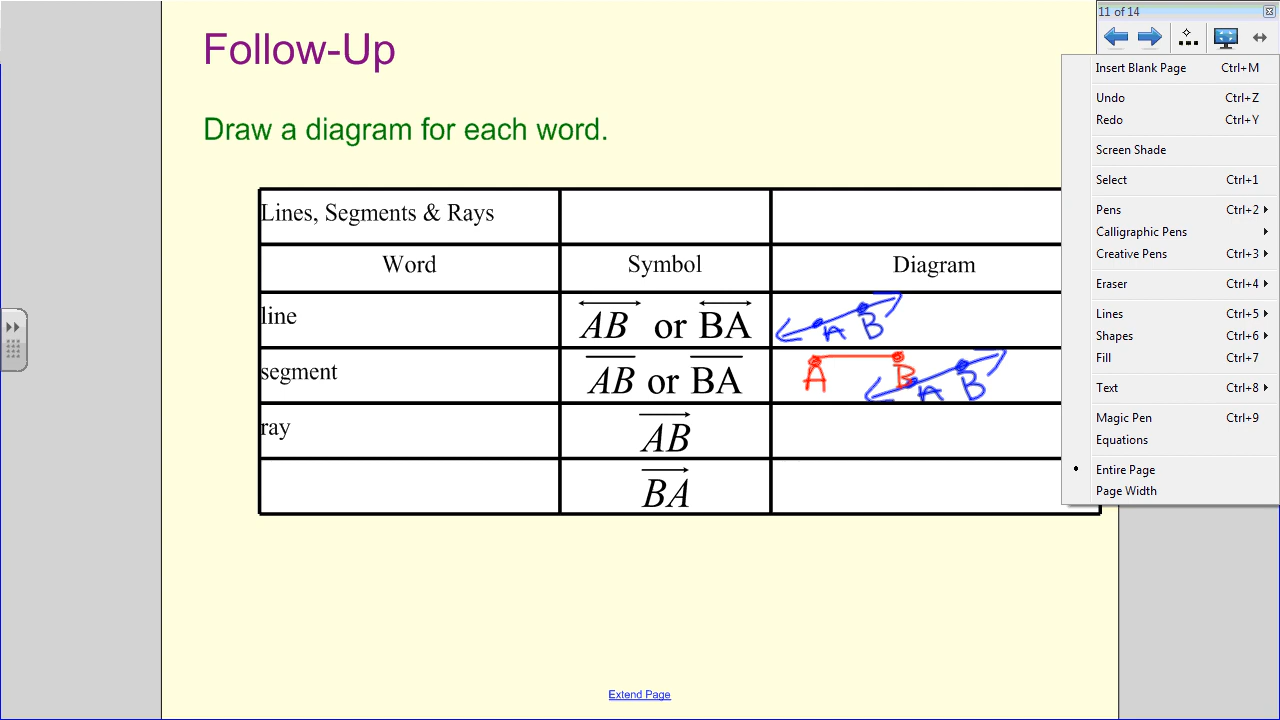 11 of 14
Follow-Up
Draw a diagram for each word.
Lines, Segments & Rays
Word Symbol Diagram
line AB or BA A B
segment AB or BA A B A B
ray AB
BA
Extend Page
Insert Blank Page Ctrl+M
Undo Ctrl+Z
Redo Ctrl+Y
Screen Shade
Select Ctrl+1
Pens Ctrl+2
Calligraphic Pens
Creative Pens Ctrl+3
Eraser Ctrl+4
Lines Ctrl+5
Shapes Ctrl+6
Fill Ctrl+7
Text Ctrl+8
Magic Pen Ctrl+9
Equations
Entire Page
Page Width